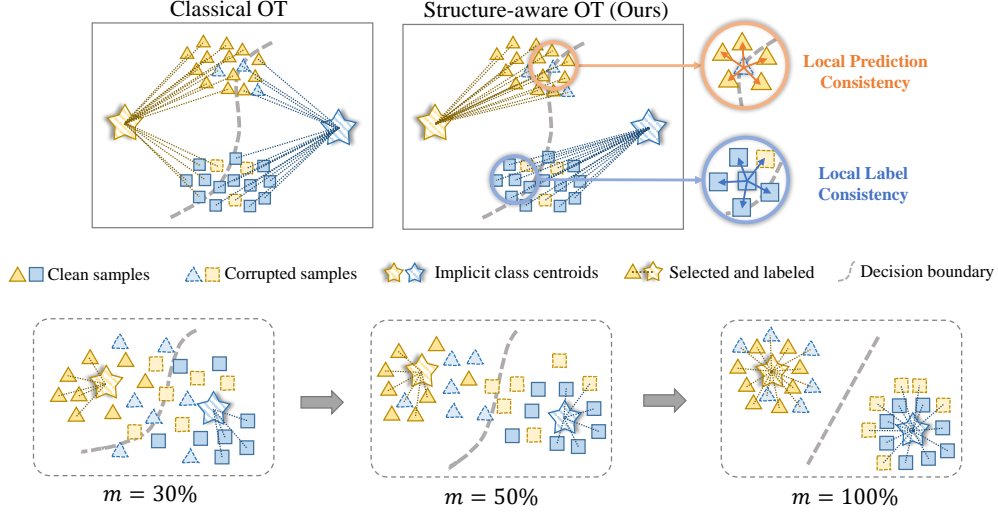 Classical OT
Structure-aware OT (Ours)
Local Prediction
Consistency
Local Label
Consistency
Clean samples
Corrupted samples
Implicit class centroids
Selected and labeled
Decision boundary
m = 30%
m = 50%
m = 100%